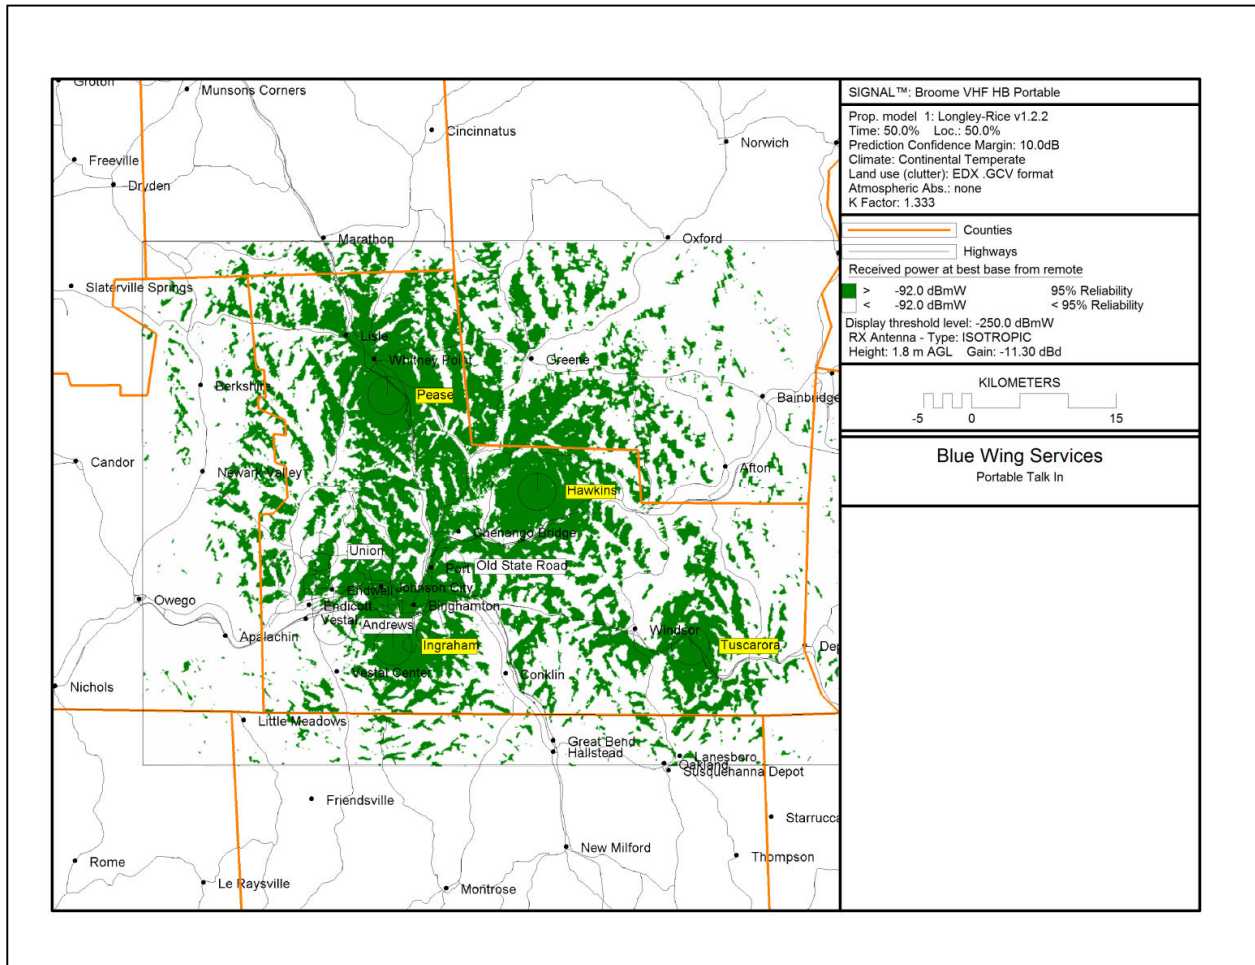 Groton
Munsons Corners
Cincinnatus
Norwich
Freeville
Dryden
Marathon
Oxford
Slaterville Springs
Lisle
Whitney Point
Greene
Berkshire
Pease
Bainbridge
Candor
Newark Valley
Afton
Hawkins
Chenango Bridge
Union
Port
Old State Road
Endwell
Johnson City
Owego
Endicott
Binghamton
Vestal
Andrews
Apalachin
Windsor
Ingraham
Tuscarora
Dep
Vestal Center
Conklin
Nichols
Little Meadows
Great Bend
Hallstead
Lanesboro
Oakland
Susquehanna Depot
Friendsville
Starrucca
New Milford
Thompson
Rome
Le Raysville
Montrose
SIGNAL™: Broome VHF HB Portable
Prop. model 1: Longley-Rice v1.2.2
Time: 50.0% Loc.: 50.0%
Prediction Confidence Margin: 10.0dB
Climate: Continental Temperate
Land use (clutter): EDX .GCV format
Atmospheric Abs.: none
K Factor: 1.333
Counties
Highways
Received power at best base from remote
> -92.0 dBmW 95% Reliability
< -92.0 dBmW < 95% Reliability
Display threshold level: -250.0 dBmW
RX Antenna - Type: ISOTROPIC
Height: 1.8 m AGL Gain: -11.30 dBd
KILOMETERS
-5 0 15
Blue Wing Services
Portable Talk In